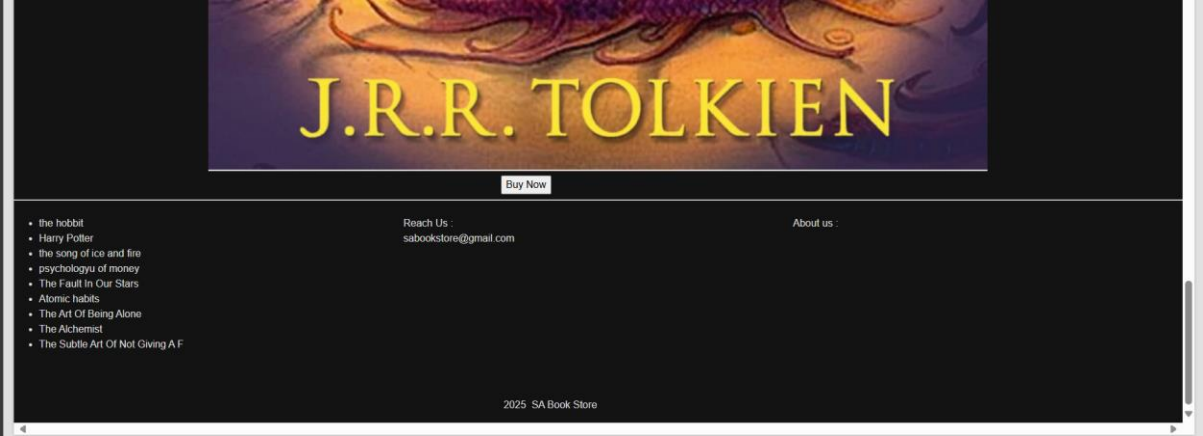 J.R.R. TOLKIEN
Buy Now
the hobbit
Harry Potter
the song of ice and fire
psychologyu of money
The Fault In Our Stars
Atomic habits
The Art Of Being Alone
The Alchemist
The Subtle Art Of Not Giving A F
Reach Us :
sabookstore@gmail.com
About us :
2025 SA Book Store